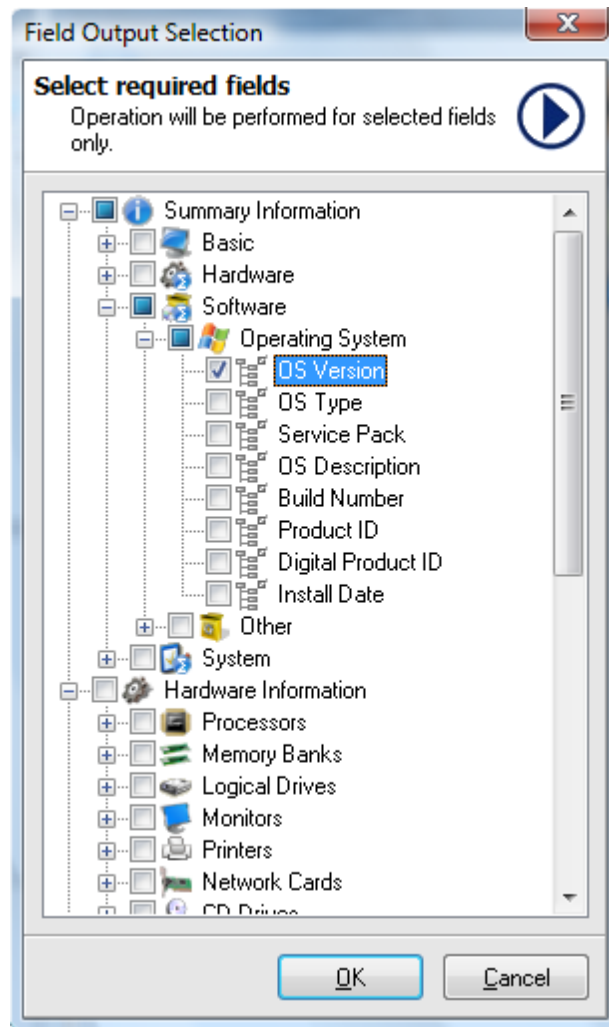 Field Output Selection
Select required fields
Operation will be performed for selected fields
only.
Summary Information
Basic
Hardware
Software
Operating System
OS Version
OS Type
Service Pack
OS Description
Build Number
Product ID
Digital Product ID
Install Date
Other
System
Hardware Information
Processors
Memory Banks
Logical Drives
Monitors
Printers
Network Cards
CD Drives
OK
Cancel